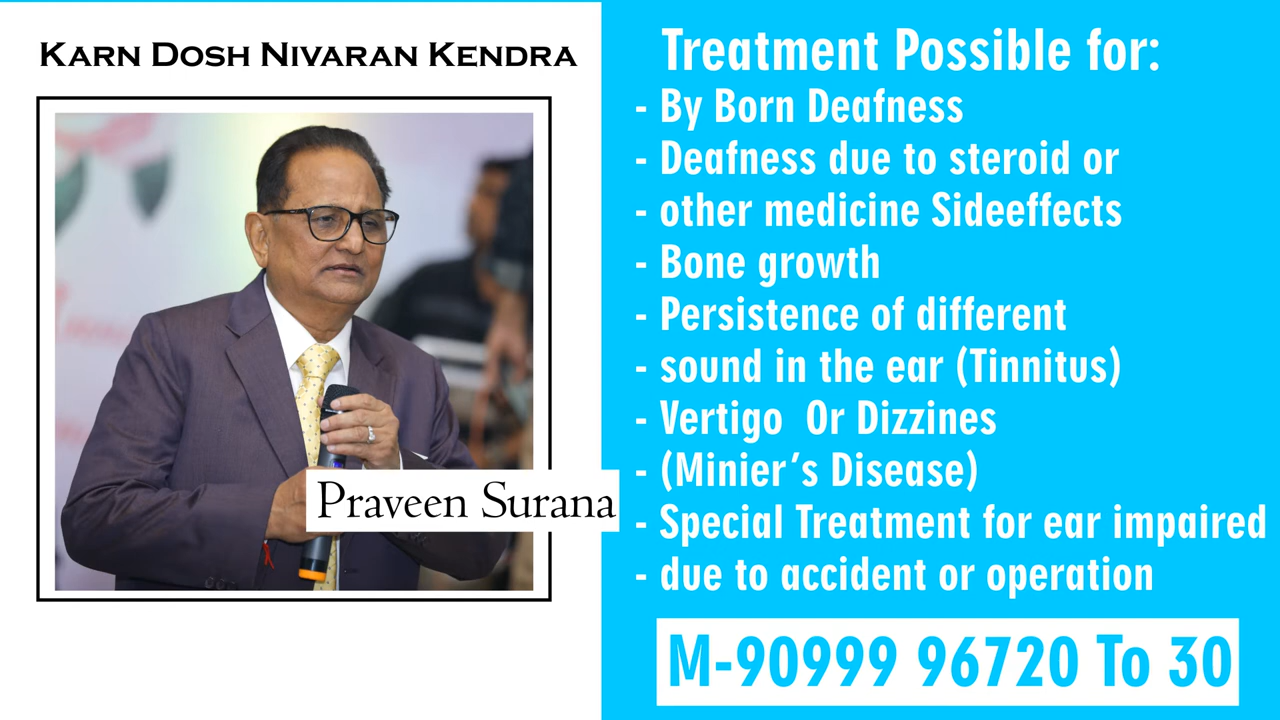 KARN DOSH NIVARAN KENDRA
Praveen Surana
Treatment Possible for:
- By Born Deafness
- Deafness due to steroid or
- other medicine Sideeffects
- Bone growth
- Persistence of different
- sound in the ear (Tinnitus)
- Vertigo Or Dizzines
- (Minier’s Disease)
- Special Treatment for ear impaired
- due to accident or operation
M-90999 96720 To 30